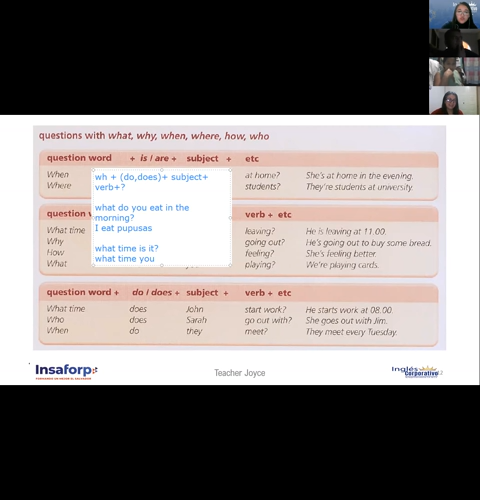 questions with what, why, when, where, how, who
question word + is / are + subject + etc
When at home? She's at home in the evening.
Where students? They're students at university.
wh + (do,does)+ subject+
verb+?
what do you eat in the
morning?
I eat pupusas
what time is it?
what time you
question verb + etc
What time leaving? He is leaving at 11.00.
Why going out? He's going out to buy some bread.
How feeling? She's feeling better.
What playing? We're playing cards.
question word + do / does + subject + verb + etc
What time does John start work? He starts work at 08.00.
Who does Sarah go out with? She goes out with Jim.
When do they meet? They meet every Tuesday.
Insaforp
Teacher Joyce
Inglés
Corporativo